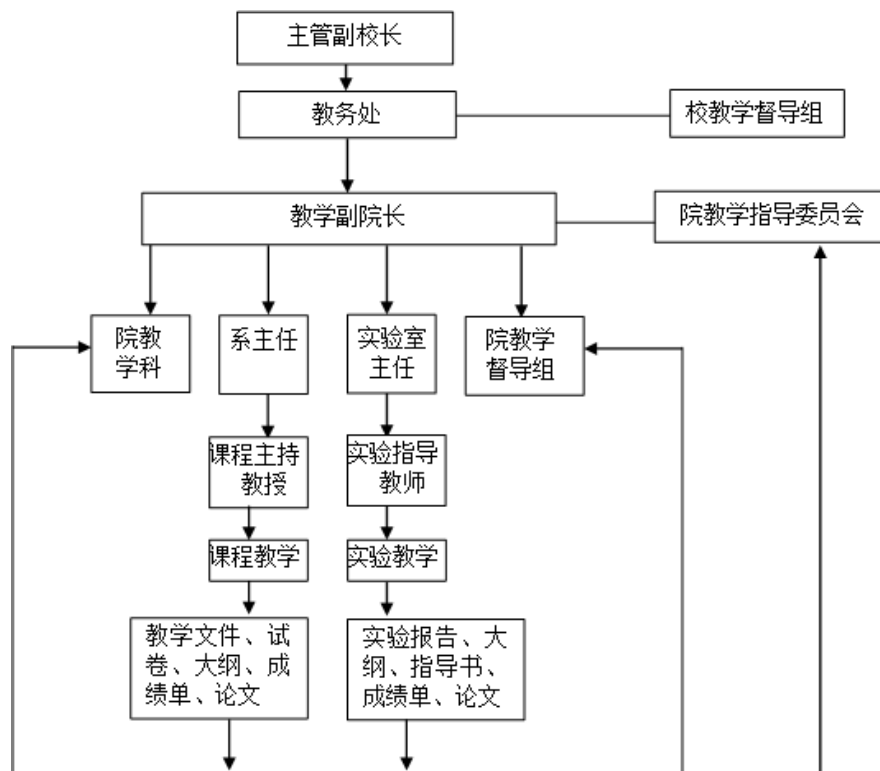 主管副校长
教务处
校教学督导组
教学副院长
院教学指导委员会
院教
学科
系主任
实验室
主任
院教学
督导组
课程主持
教授
实验指导
教师
课程教学
实验教学
教学文件、试
卷、大纲、成
绩单、论文
实验报告、大
纲、指导书、
成绩单、论文